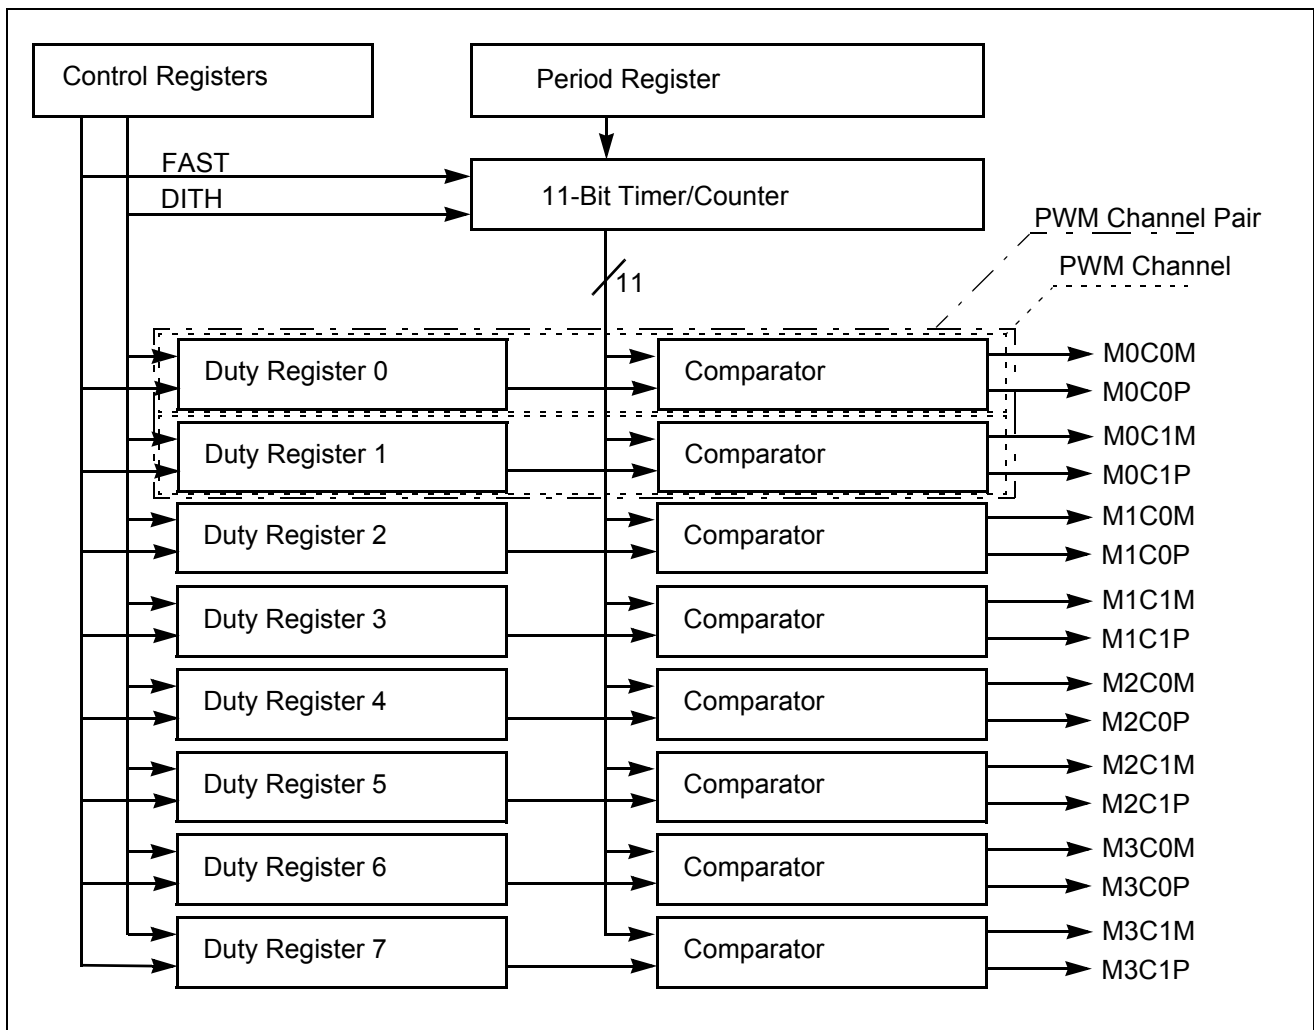 Control Registers
Period Register
FAST
DITH
11-Bit Timer/Counter
PWM Channel Pair
PWM Channel
11
Duty Register 0
Comparator
M0C0M
M0C0P
Duty Register 1
Comparator
M0C1M
M0C1P
Duty Register 2
Comparator
M1C0M
M1C0P
Duty Register 3
Comparator
M1C1M
M1C1P
Duty Register 4
Comparator
M2C0M
M2C0P
Duty Register 5
Comparator
M2C1M
M2C1P
Duty Register 6
Comparator
M3C0M
M3C0P
Duty Register 7
Comparator
M3C1M
M3C1P